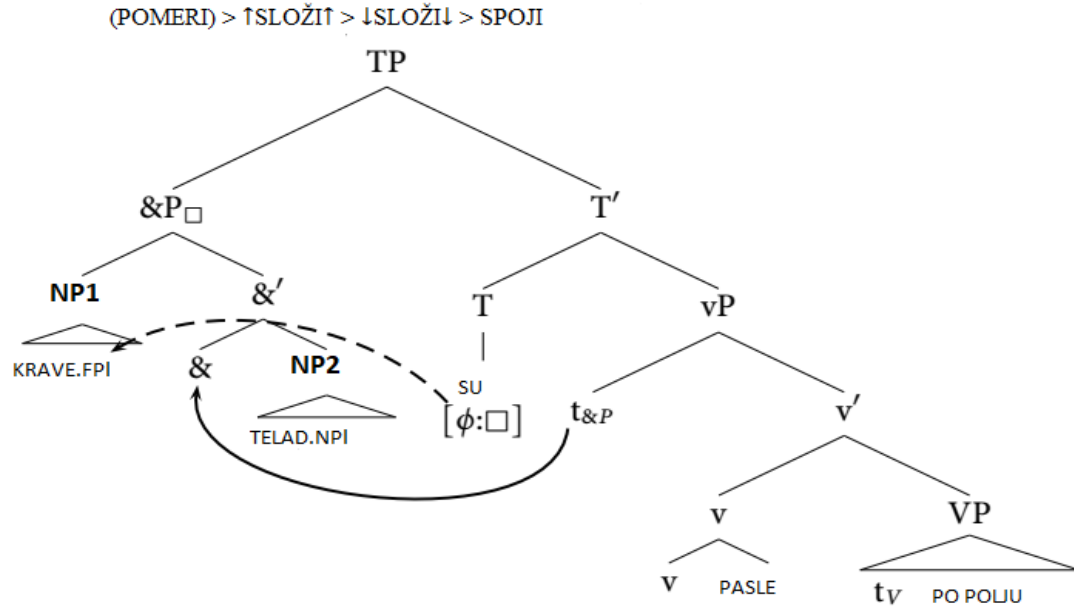 (POMERI) > ↑SLOŽI↑ > ↓SLOŽI↓ > SPOJI
TP
&P□ T′
NP1 &′ T vP
KRAVE.FPl & NP2 SU t&P v′
TELAD.NPl [ϕ:□]
v VP
v PASLE tV PO POLJU